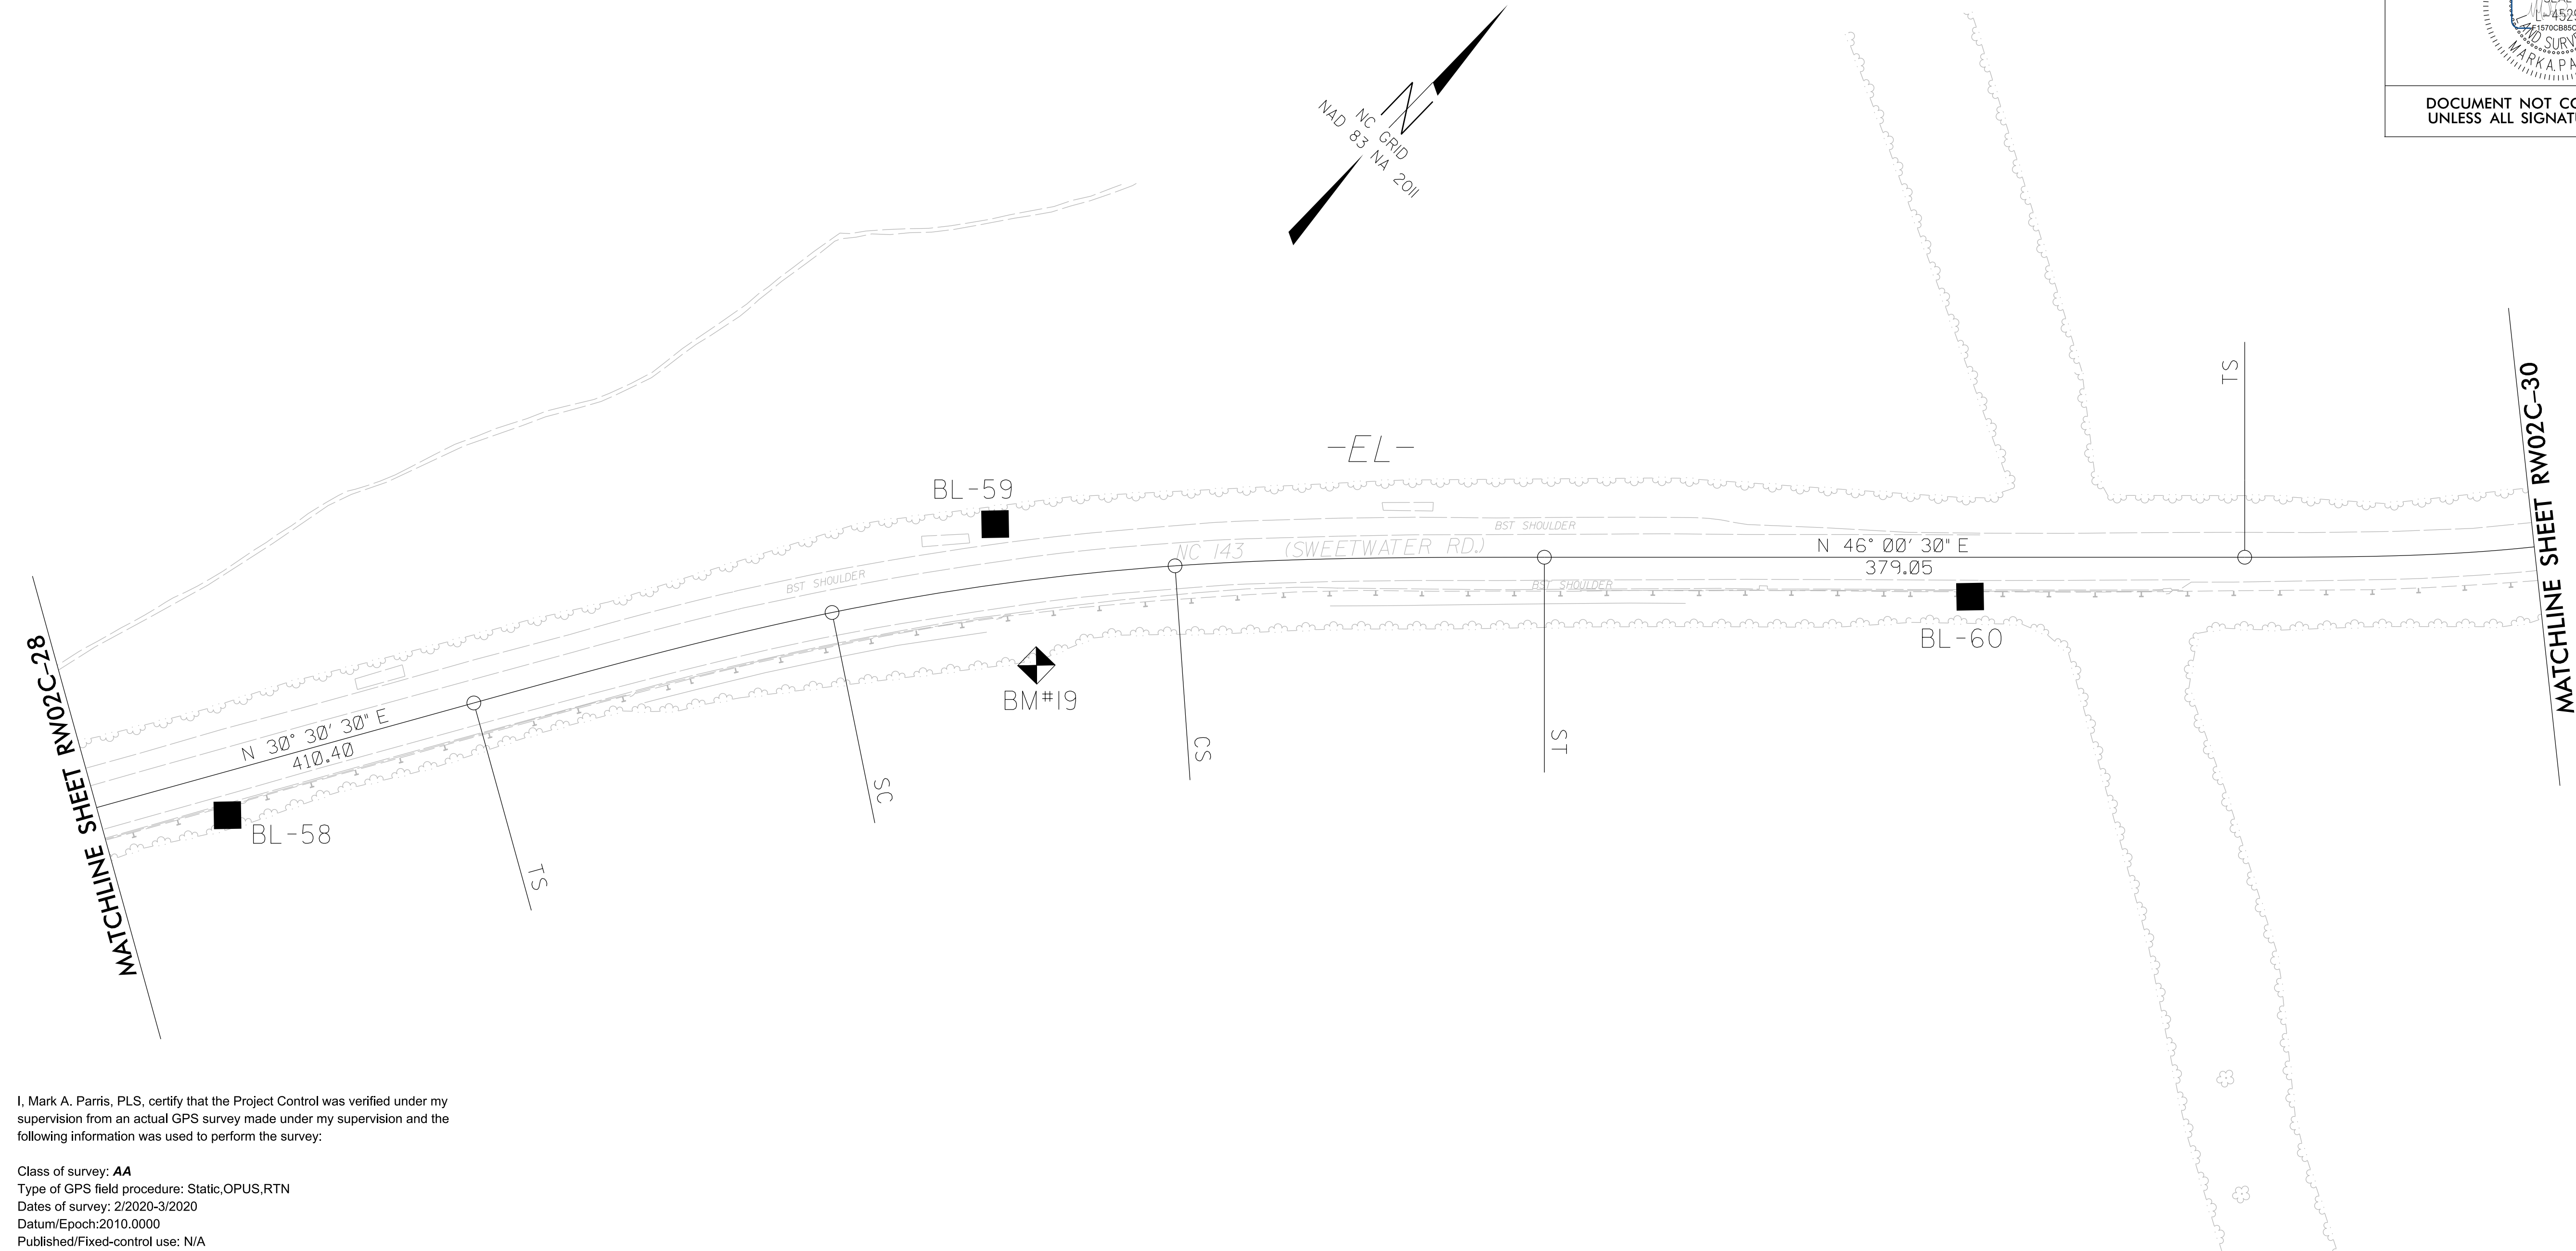 L-4529
MARK A. PA
DOCUMENT NOT CO
UNLESS ALL SIGNAT
NC GRID
NAD 83 NA 2011
N
MATCHLINE SHEET RW02C-28
MATCHLINE SHEET RW02C-30
-EL-
TS
BL-59
BST SHOULDER
NC 143 (SWEETWATER RD.)
N 46° 00' 30" E
379.05
BST SHOULDER
BST SHOULDER
BL-60
BM#19
N 30° 30' 30" E
410.40
BL-58
TS
SC
CS
ST
I, Mark A. Parris, PLS, certify that the Project Control was verified under my
supervision from an actual GPS survey made under my supervision and the
following information was used to perform the survey:
Class of survey: AA
Type of GPS field procedure: Static,OPUS,RTN
Dates of survey: 2/2020-3/2020
Datum/Epoch:2010.0000
Published/Fixed-control use: N/A